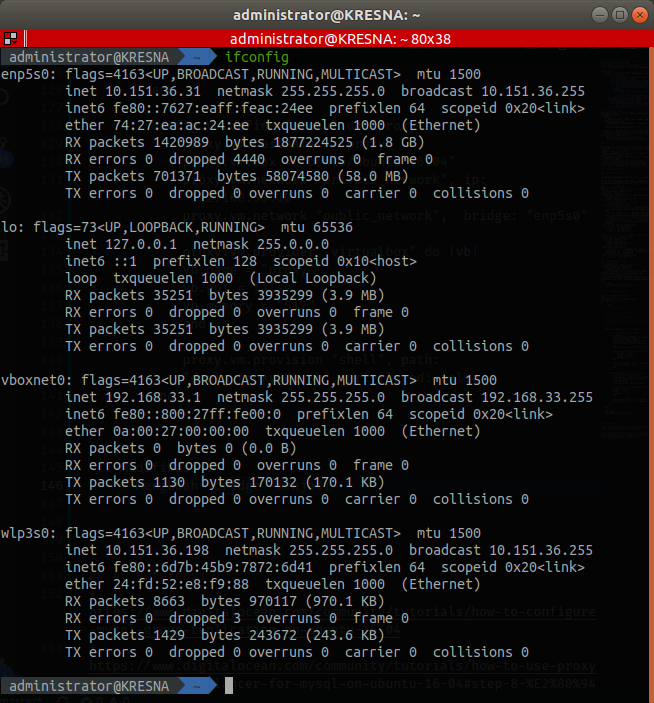 administrator@KRESNA: ~
administrator@KRESNA: ~ 80x38
administrator@KRESNA ~ ifconfig
enp5s0: flags=4163<UP,BROADCAST,RUNNING,MULTICAST>  mtu 1500
        inet 10.151.36.31  netmask 255.255.255.0  broadcast 10.151.36.255
        inet6 fe80::7627:eaff:feac:24ee  prefixlen 64  scopeid 0x20<link>
        ether 74:27:ea:ac:24:ee  txqueuelen 1000  (Ethernet)
        RX packets 1420989  bytes 1877224525 (1.8 GB)
        RX errors 0  dropped 4440  overruns 0  frame 0
        TX packets 701371  bytes 58074580 (58.0 MB)
        TX errors 0  dropped 0 overruns 0  carrier 0  collisions 0
lo: flags=73<UP,LOOPBACK,RUNNING>  mtu 65536
        inet 127.0.0.1  netmask 255.0.0.0
        inet6 ::1  prefixlen 128  scopeid 0x10<host>
        loop  txqueuelen 1000  (Local Loopback)
        RX packets 35251  bytes 3935299 (3.9 MB)
        RX errors 0  dropped 0  overruns 0  frame 0
        TX packets 35251  bytes 3935299 (3.9 MB)
        TX errors 0  dropped 0 overruns 0  carrier 0  collisions 0
vboxnet0: flags=4163<UP,BROADCAST,RUNNING,MULTICAST>  mtu 1500
        inet 192.168.33.1  netmask 255.255.255.0  broadcast 192.168.33.255
        inet6 fe80::800:27ff:fe00:0  prefixlen 64  scopeid 0x20<link>
        ether 0a:00:27:00:00:00  txqueuelen 1000  (Ethernet)
        RX packets 0  bytes 0 (0.0 B)
        RX errors 0  dropped 0  overruns 0  frame 0
        TX packets 1130  bytes 170132 (170.1 KB)
        TX errors 0  dropped 0 overruns 0  carrier 0  collisions 0
wlp3s0: flags=4163<UP,BROADCAST,RUNNING,MULTICAST>  mtu 1500
        inet 10.151.36.198  netmask 255.255.255.0  broadcast 10.151.36.255
        inet6 fe80::6d7b:45b9:7872:6d41  prefixlen 64  scopeid 0x20<link>
        ether 24:fd:52:e8:f9:88  txqueuelen 1000  (Ethernet)
        RX packets 8663  bytes 970117 (970.1 KB)
        RX errors 0  dropped 3  overruns 0  frame 0
        TX packets 1429  bytes 243672 (243.6 KB)
        TX errors 0  dropped 0 overruns 0  carrier 0  collisions 0
https://www.digitalocean.com/community/tutorials/how-to-use-proxy
administrator@KRESNA ~